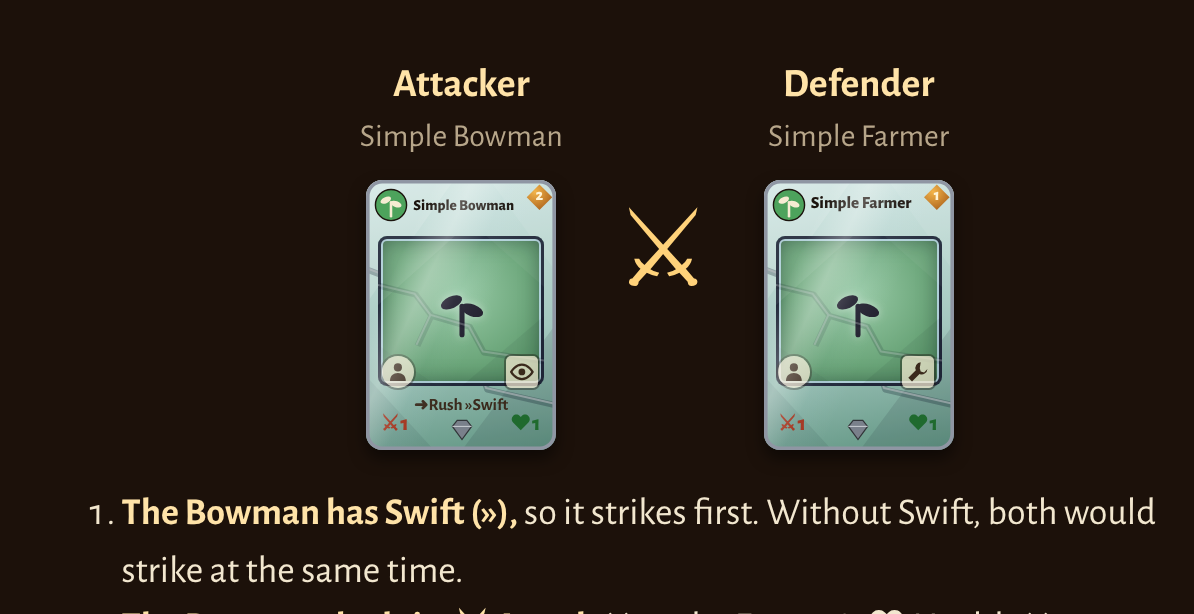 Attacker
Defender
Simple Bowman
Simple Farmer
Simple Bowman 2
Simple Farmer 1
➜Rush »Swift
1 1
1 1
1. The Bowman has Swift (»), so it strikes first. Without Swift, both would
strike at the same time.